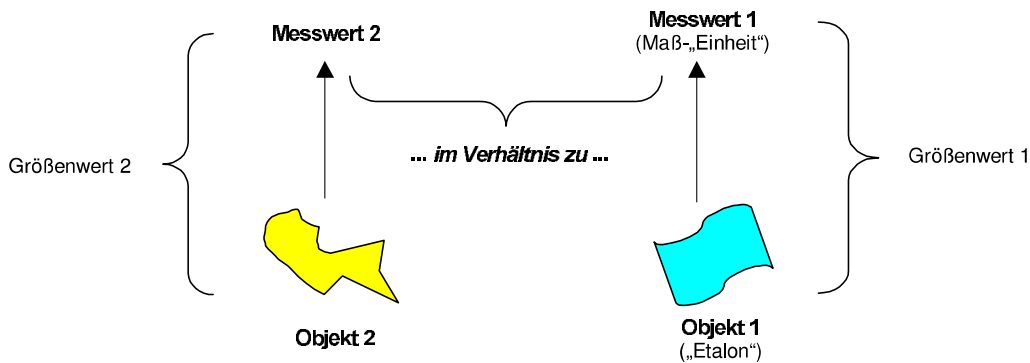 Messwert 2
Messwert 1
(Maß-„Einheit“)
... im Verhältnis zu ...
Größenwert 2
Größenwert 1
Objekt 2
Objekt 1
(„Etalon“)